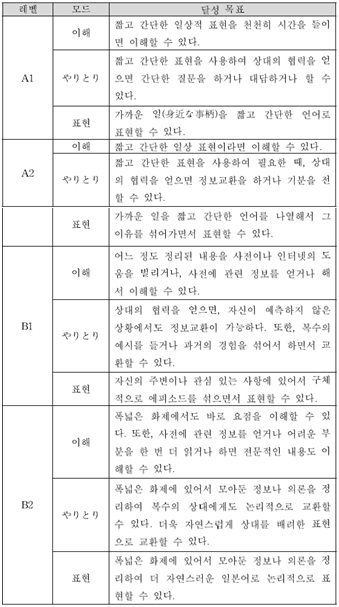 레벨 모드 달성 목표
A1
이해
짧고 간단한 일상적 표현을 천천히 시간을 들이
면 이해할 수 있다.
やりとり
짧고 간단한 표현을 사용하여 상대의 협력을 얻
으면 간단한 질문을 하거나 대답하거나 할 수
있다.
표현
가까운 일(身近な事柄)을 짧고 간단한 언어로
표현할 수 있다.
A2
이해
짧고 간단한 일상 표현이라면 이해할 수 있다.
やりとり
짧고 간단한 표현을 사용하여 필요한 때, 상대
의 협력을 얻으면 정보교환을 하거나 기분을 전
할 수 있다.
표현
가까운 일을 짧고 간단한 언어를 나열해서 그
이유를 섞어가면서 표현할 수 있다.
B1
이해
어느 정도 정리된 내용을 사전이나 인터넷의 도
움을 빌리거나, 사전에 관련 정보를 얻거나 해
서 이해할 수 있다.
やりとり
상대의 협력을 얻으면, 자신이 예측하지 않은
상황에서도 정보교환이 가능하다. 또한, 복수의
예시를 들거나 과거의 경험을 섞어서 하면서 교
환할 수 있다.
표현
자신의 주변이나 관심 있는 사항에 있어서 구체
적으로 에피소드를 섞으면서 표현할 수 있다.
B2
이해
폭넓은 화제에서도 바로 요점을 이해할 수 있
다. 또한, 사전에 관련 정보를 얻거나 어려운 부
분을 한 번 더 읽거나 하면 전문적인 내용도 이
해할 수 있다.
やりとり
폭넓은 화제에 있어서 모아둔 정보나 의론을 정
리하여 복수의 상대에게도 논리적으로 교환할
수 있다. 더욱 자연스럽게 상대를 배려한 표현
으로 교환할 수 있다.
표현
폭넓은 화제에 있어서 모아둔 정보나 의론을 정
리하여 더 자연스러운 일본어로 논리적으로 표
현할 수 있다.